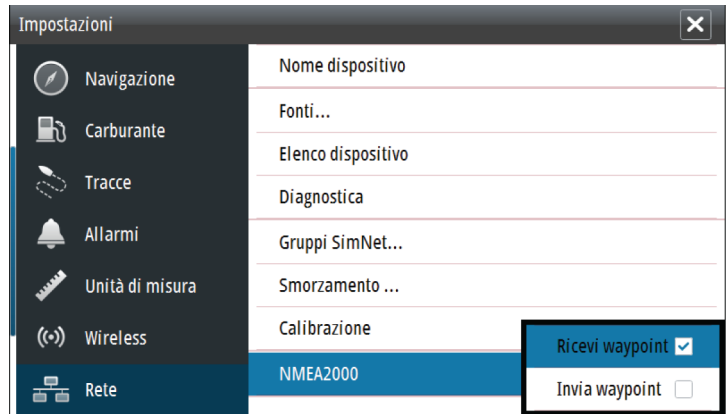 Impostazioni
Navigazione
Carburante
Tracce
Allarmi
Unità di misura
Wireless
Rete
Nome dispositivo
Fonti...
Elenco dispositivo
Diagnostica
Gruppi SimNet...
Smorzamento ...
Calibrazione
NMEA2000
Ricevi waypoint
Invia waypoint